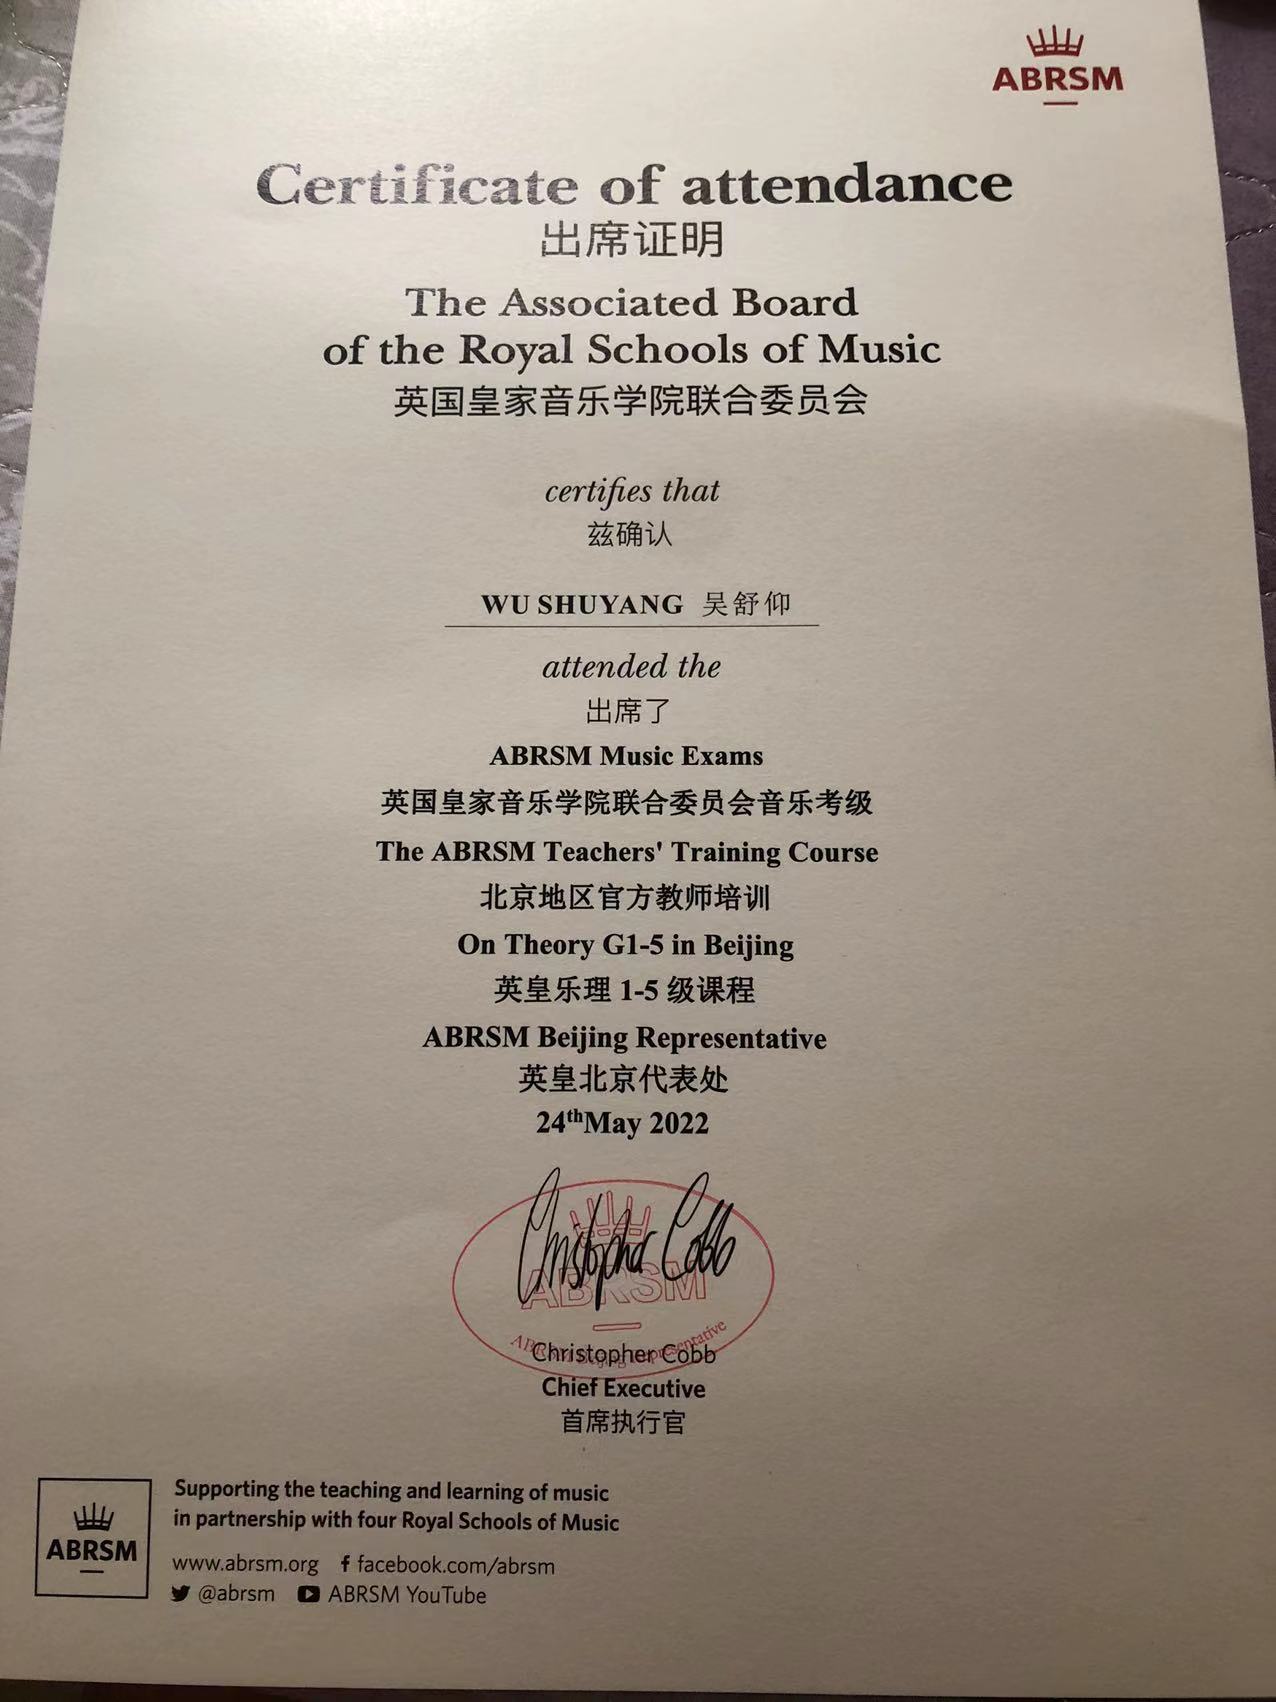 ABRSM
Certificate of attendance
出席证明
The Associated Board
of the Royal Schools of Music
英国皇家音乐学院联合委员会
certifies that
兹确认
WU SHUYANG 吴舒仰
attended the
出席了
ABRSM Music Exams
英国皇家音乐学院联合委员会音乐考级
The ABRSM Teachers' Training Course
北京地区官方教师培训
On Theory G1-5 in Beijing
英皇乐理 1-5 级课程
ABRSM Beijing Representative
英皇北京代表处
24thMay 2022
Christopher Cobb
ABRSM
ABRSM Beijing Representative
Christopher Cobb
Chief Executive
首席执行官
Supporting the teaching and learning of music
in partnership with four Royal Schools of Music
ABRSM
www.abrsm.org f facebook.com/abrsm
@abrsm ABRSM YouTube